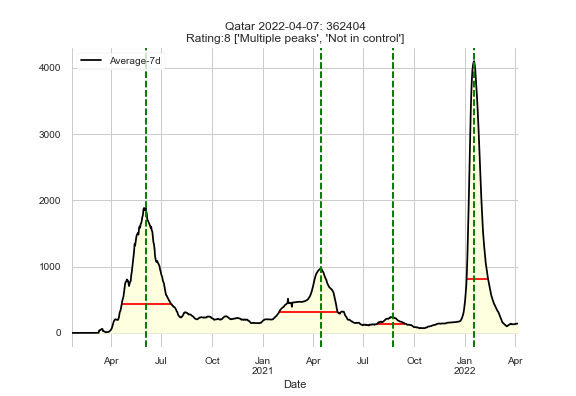 Qatar 2022-04-07: 362404
Rating:8 ['Multiple peaks', 'Not in control']
Average-7d
4000
3000
2000
1000
0
Apr Jul Oct Jan Apr Jul Oct Jan Apr
2021 2022
Date